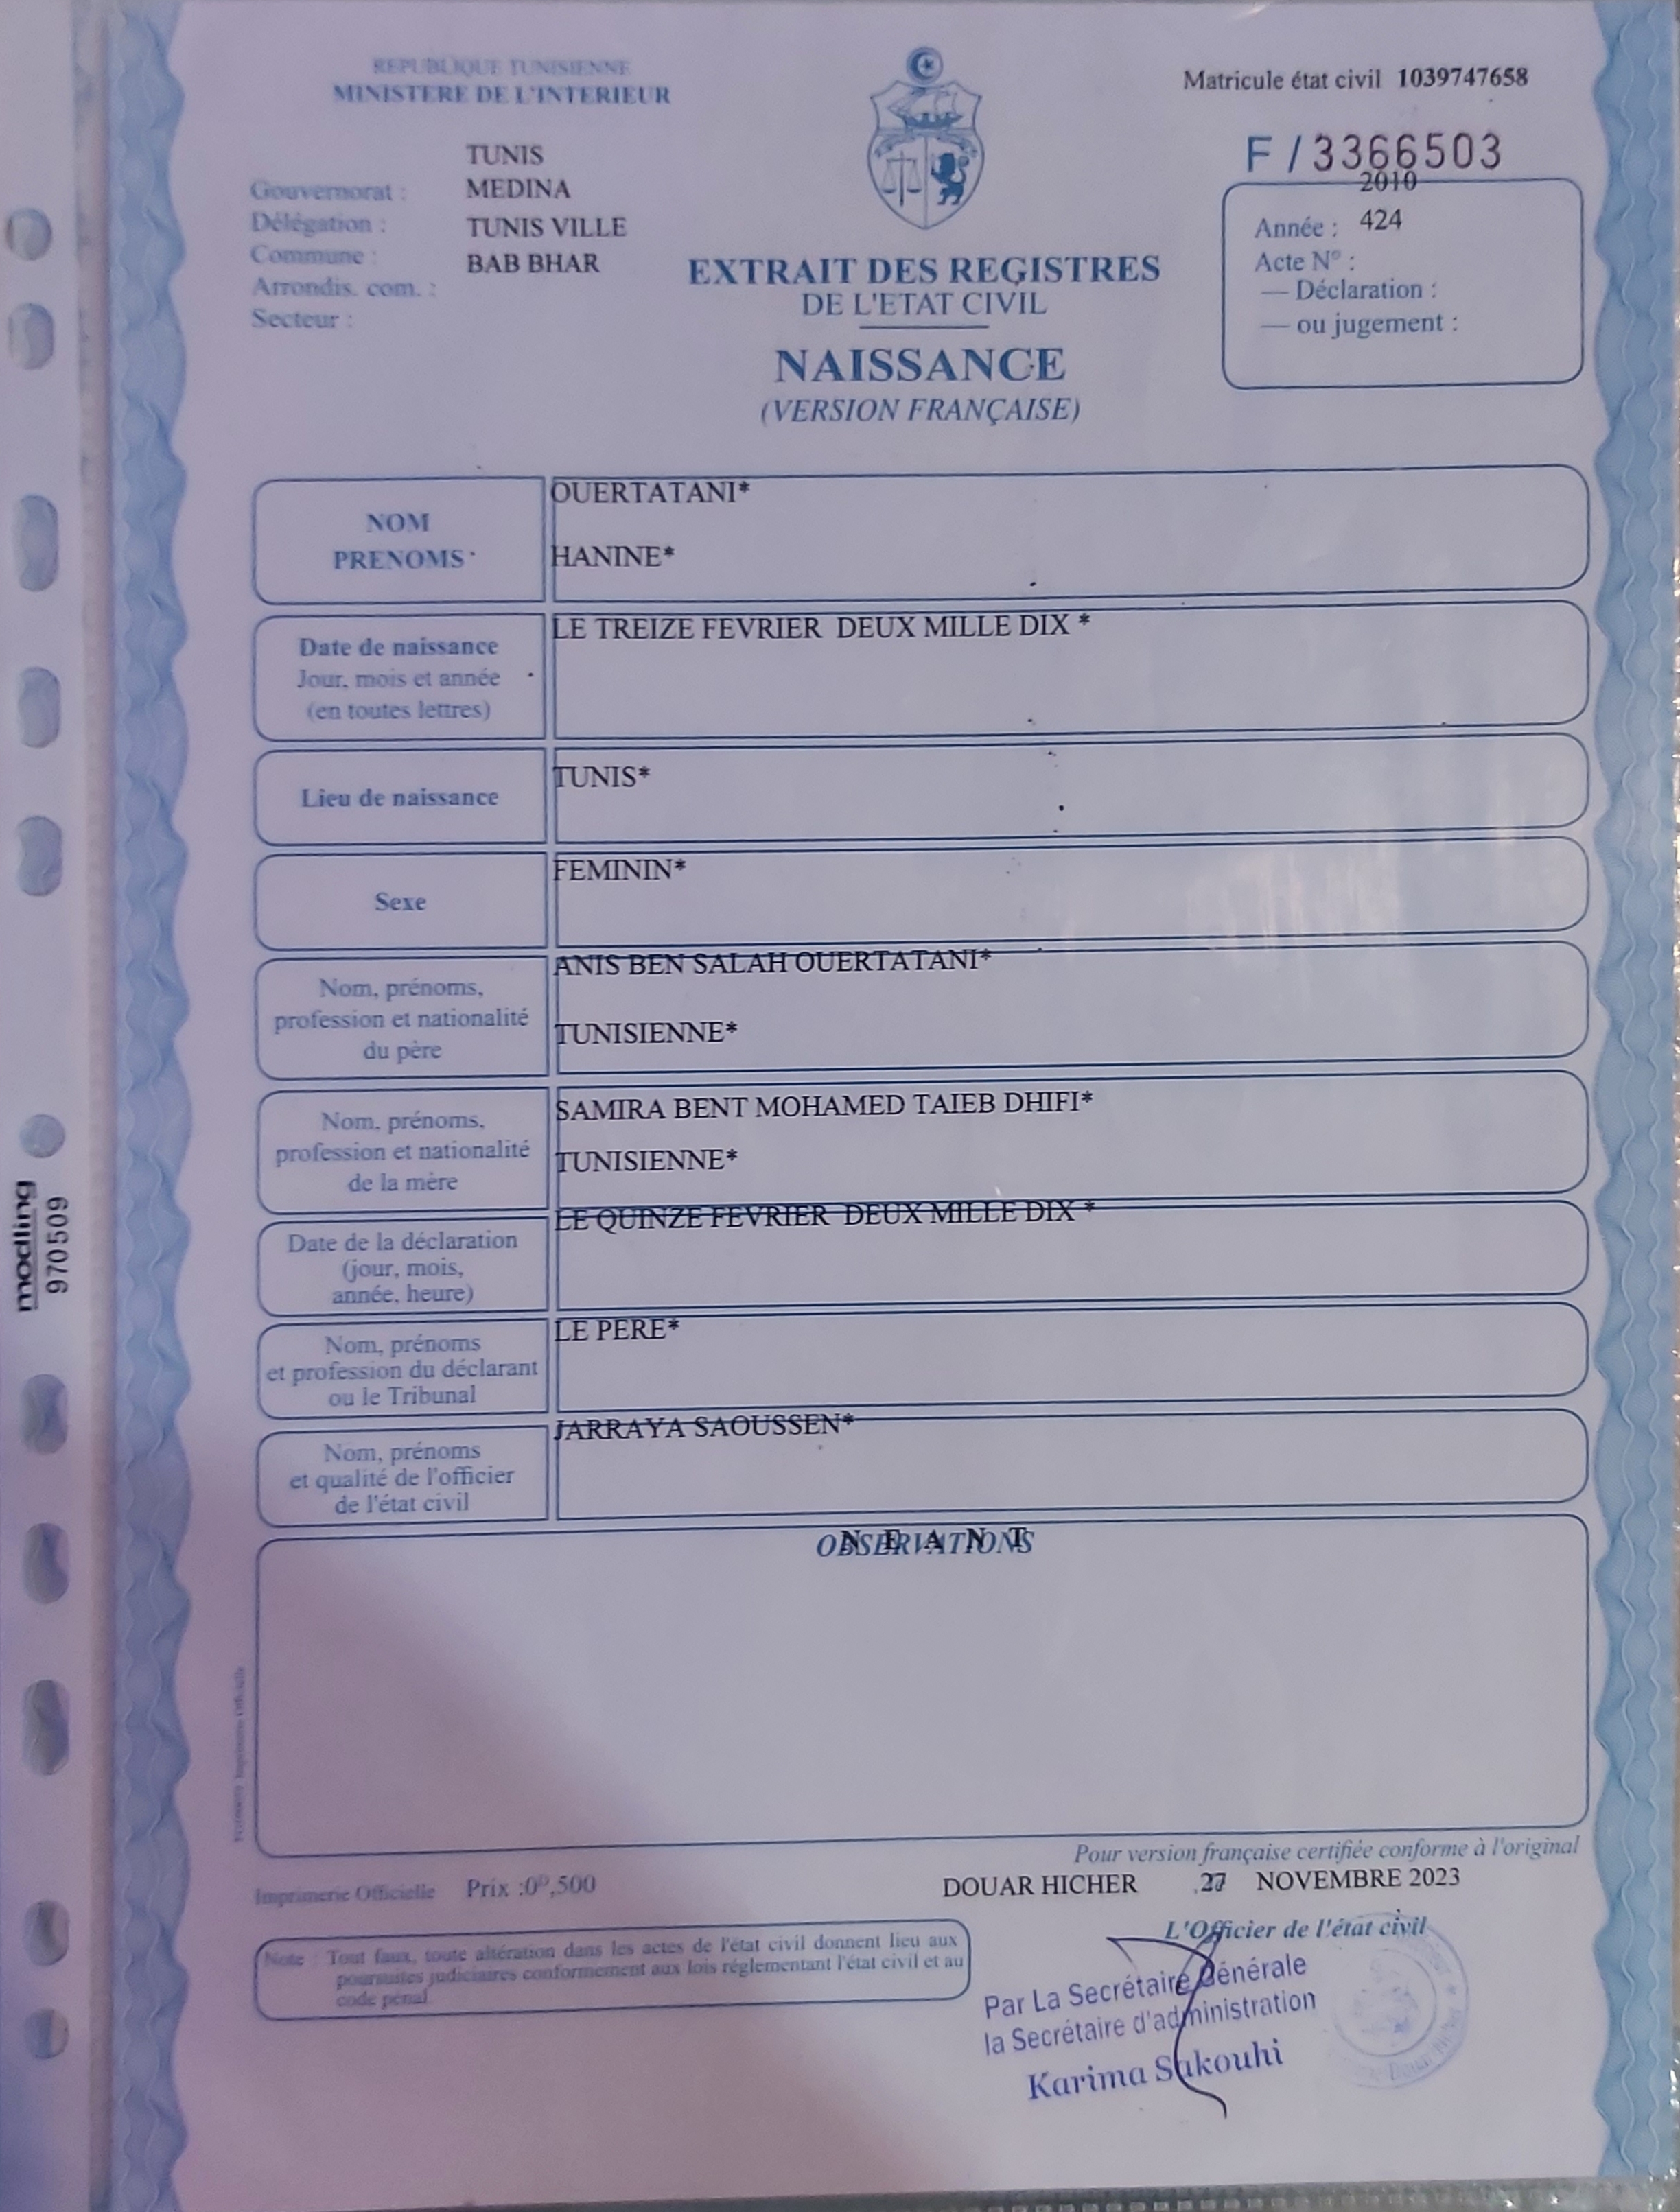 REPUBLIQUE TUNISIENNE
MINISTERE DE L'INTERIEUR
Matricule état civil 1039747658
F / 3366503
TUNIS
Gouvernorat : MEDINA
Délégation : TUNIS VILLE
Commune : BAB BHAR
Arrondis. com. :
Secteur :
EXTRAIT DES REGISTRES
DE L'ETAT CIVIL
NAISSANCE
(VERSION FRANÇAISE)
2010
Année : 424
Acte N° :
— Déclaration :
— ou jugement :
NOM
PRENOMS
OUERTATANI*
HANINE*
Date de naissance
Jour, mois et année
(en toutes lettres)
LE TREIZE FEVRIER DEUX MILLE DIX *
Lieu de naissance
TUNIS*
Sexe
FEMININ*
Nom, prénoms,
profession et nationalité
du père
ANIS BEN SALAH OUERTATANI*
TUNISIENNE*
Nom, prénoms,
profession et nationalité
de la mère
SAMIRA BENT MOHAMED TAIEB DHIFI*
TUNISIENNE*
Date de la déclaration
(jour, mois,
année, heure)
LE QUINZE FEVRIER DEUX MILLE DIX *
Nom, prénoms
et profession du déclarant
ou le Tribunal
LE PERE*
Nom, prénoms
et qualité de l'officier
de l'état civil
JARRAYA SAOUSSEN*
OBSERVATIONS
N E A N T
Pour version française certifiée conforme à l'original
Imprimerie Officielle Prix :0ᴰ,500
DOUAR HICHER 27 NOVEMBRE 2023
L'Officier de l'état civil
Note : Tout faux, toute altération dans les actes de l'état civil donnent lieu aux
poursuites judiciaires conformement aux lois réglementant l'état civil et au
code penal
Par La Secrétaire Générale
la Secrétaire d'administration
Karima Sakouhi
modling
970509